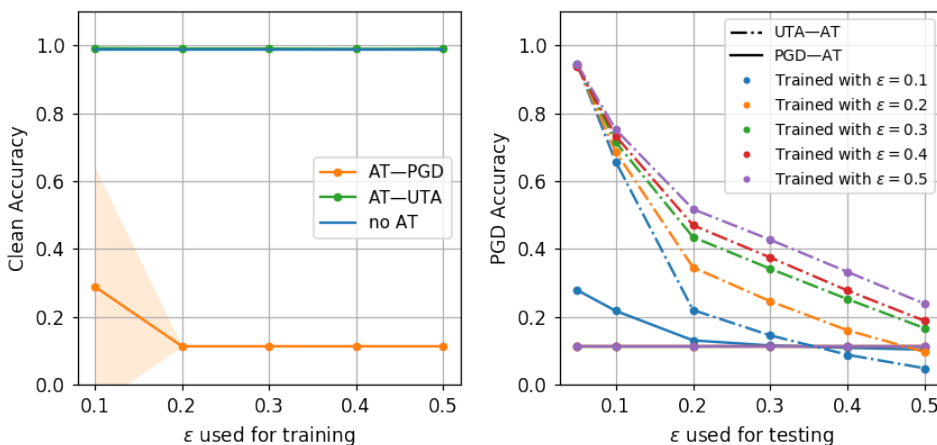 1.0
0.8
0.6
0.4
0.2
0.0
Clean Accuracy
0.1 0.2 0.3 0.4 0.5
ε used for training
AT—PGD
AT—UTA
no AT
1.0
0.8
0.6
0.4
0.2
0.0
PGD Accuracy
0.1 0.2 0.3 0.4 0.5
ε used for testing
UTA—AT
PGD—AT
Trained with ε = 0.1
Trained with ε = 0.2
Trained with ε = 0.3
Trained with ε = 0.4
Trained with ε = 0.5